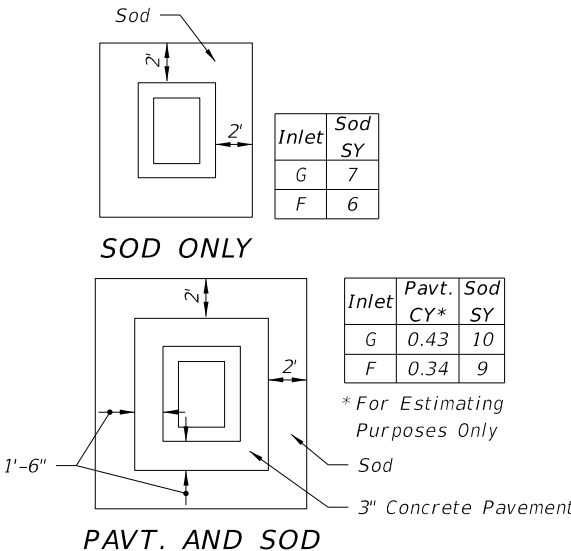 Sod
2'
2'
Inlet Sod SY
G 7
F 6
SOD ONLY
2'
2'
1'-6"
Inlet Pavt. CY* Sod SY
G 0.43 10
F 0.34 9
* For Estimating
Purposes Only
Sod
3" Concrete Pavement
PAVT. AND SOD